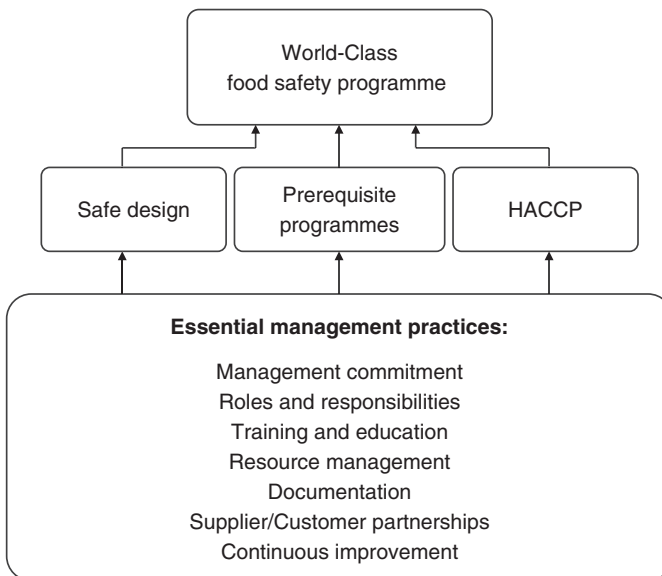 World-Class
food safety programme
Safe design
Prerequisite
programmes
HACCP
Essential management practices:
Management commitment
Roles and responsibilities
Training and education
Resource management
Documentation
Supplier/Customer partnerships
Continuous improvement